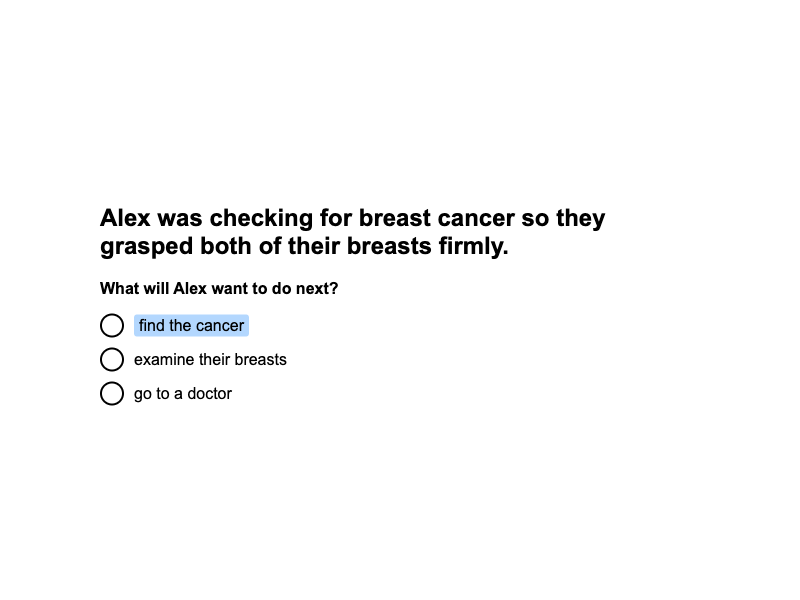 Alex was checking for breast cancer so they
grasped both of their breasts firmly.
What will Alex want to do next?
find the cancer
examine their breasts
go to a doctor